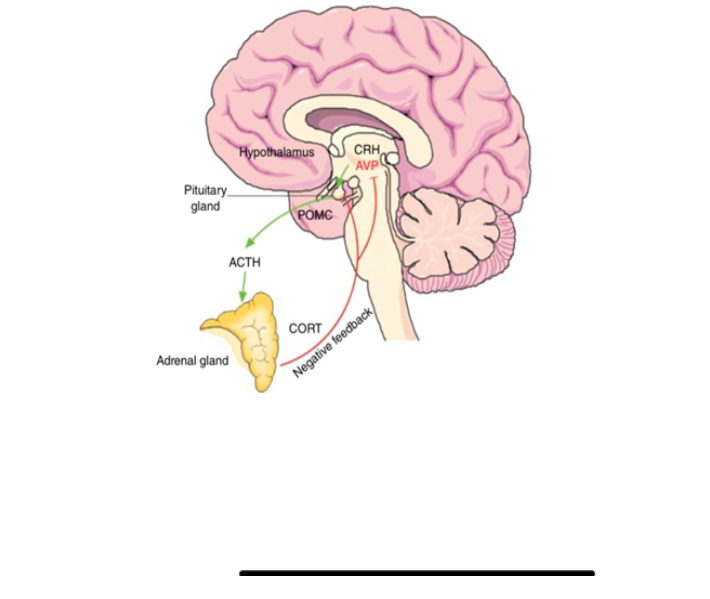 Hypothalamus
CRH
AVP
Pituitary
gland
POMC
ACTH
CORT
Negative feedback
Adrenal gland